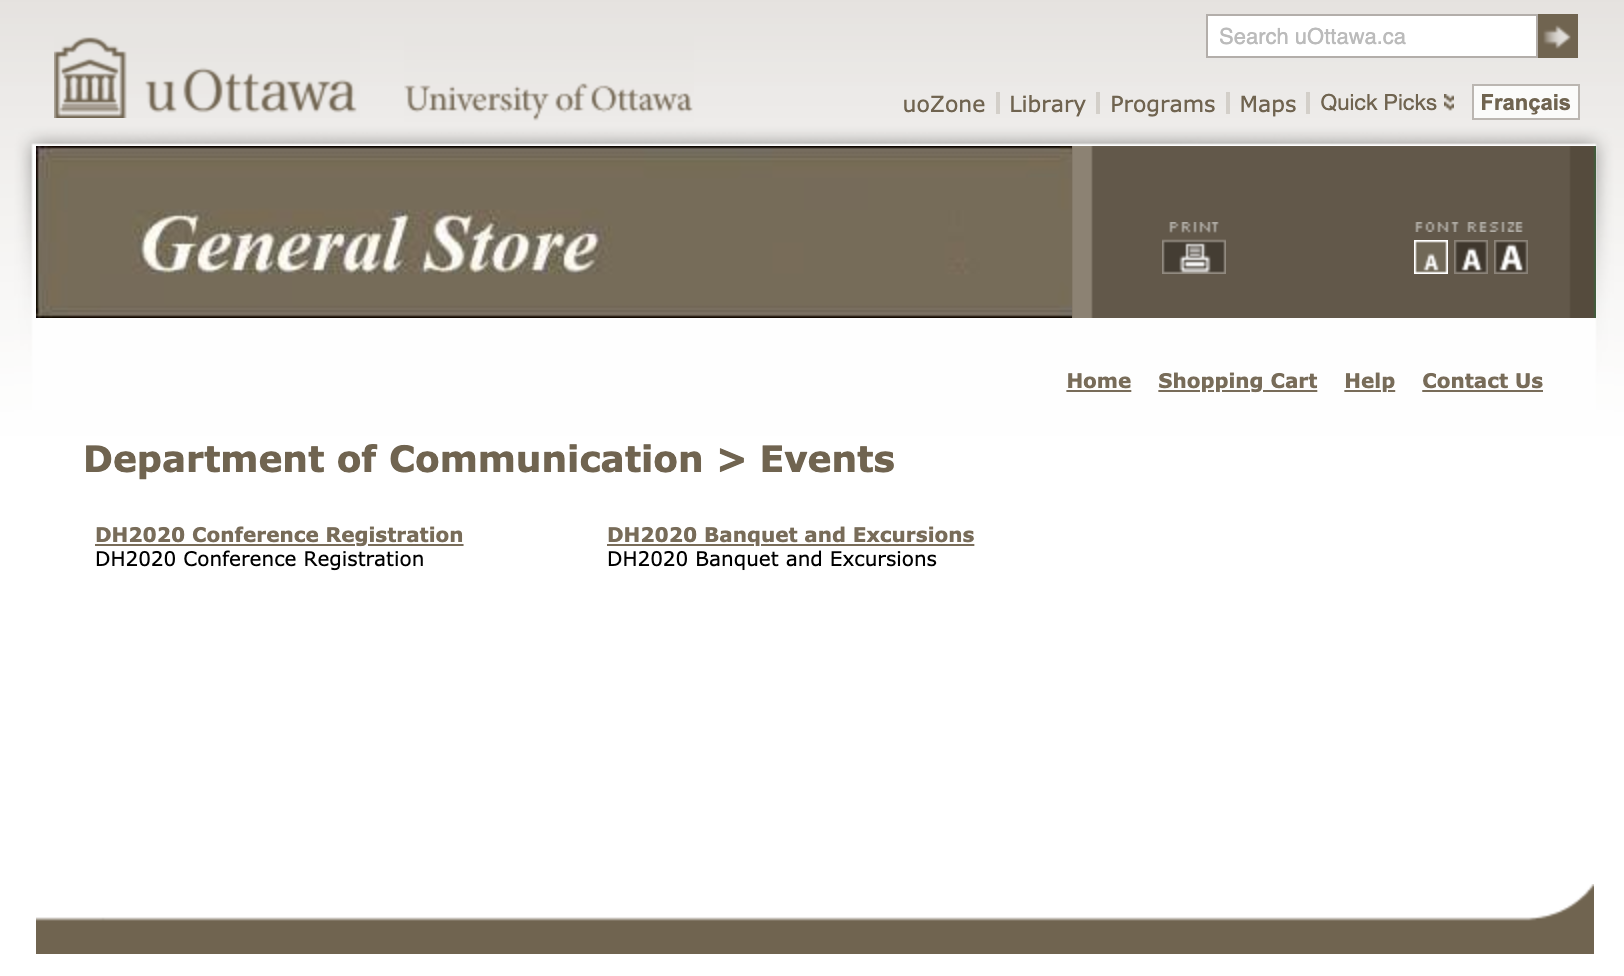 Search uOttawa.ca
uOttawa University of Ottawa
uoZone Library Programs Maps Quick Picks Français
General Store
PRINT FONT RESIZE
A A A
Home Shopping Cart Help Contact Us
Department of Communication > Events
DH2020 Conference Registration DH2020 Banquet and Excursions
DH2020 Conference Registration DH2020 Banquet and Excursions